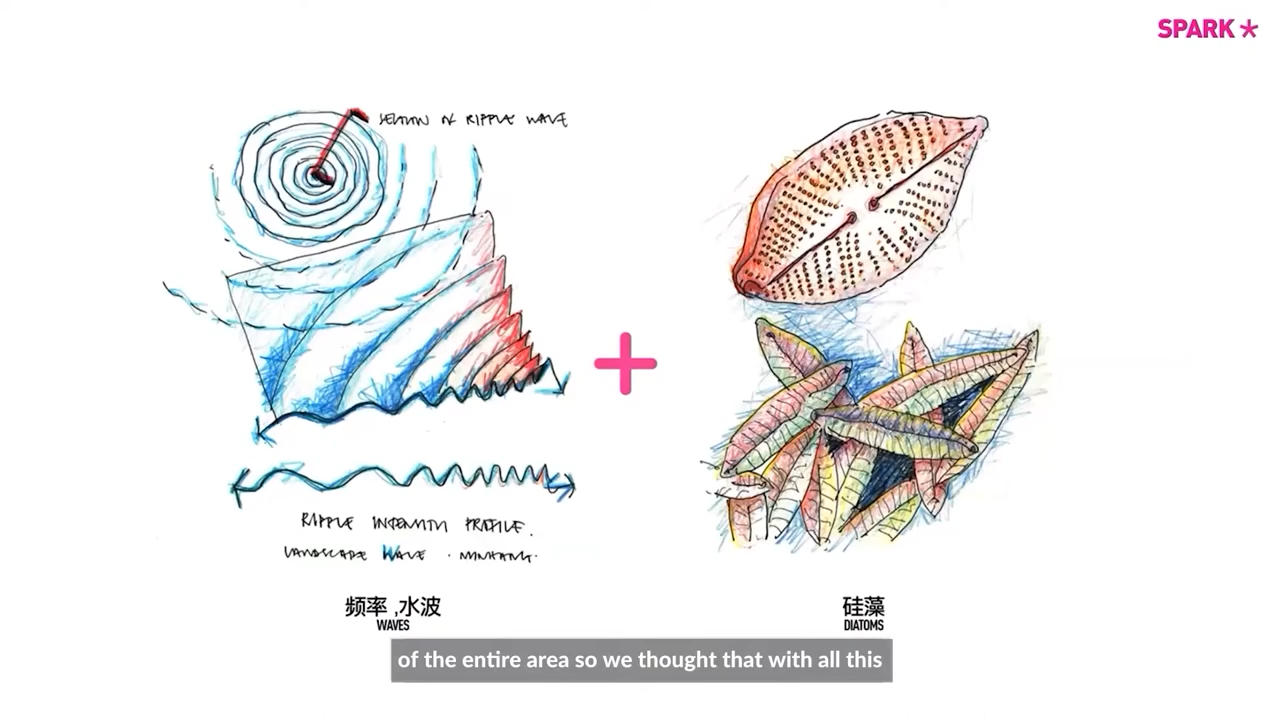 SPARK*
SECTION OF RIPPLE WAVE
RIPPLE INTENSITY PROFILE.
LANDSCAPE WAVE · MINHANG.
频率,水波
WAVES
硅藻
DIATOMS
of the entire area so we thought that with all this